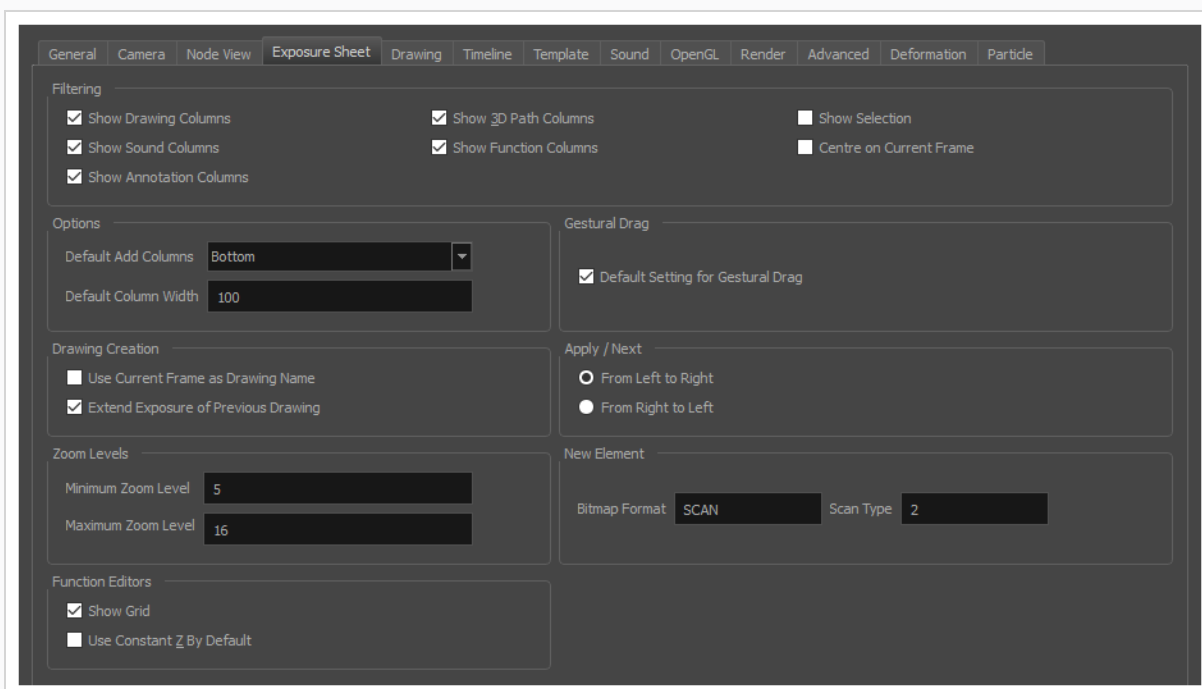 General Camera Node View Exposure Sheet Drawing Timeline Template Sound OpenGL Render Advanced Deformation Particle
Filtering
Show Drawing Columns Show 3D Path Columns Show Selection
Show Sound Columns Show Function Columns Centre on Current Frame
Show Annotation Columns
Options
Default Add Columns Bottom
Default Column Width 100
Gestural Drag
Default Setting for Gestural Drag
Drawing Creation
Use Current Frame as Drawing Name
Extend Exposure of Previous Drawing
Apply / Next
From Left to Right
From Right to Left
Zoom Levels
Minimum Zoom Level 5
Maximum Zoom Level 16
New Element
Bitmap Format SCAN Scan Type 2
Function Editors
Show Grid
Use Constant Z By Default